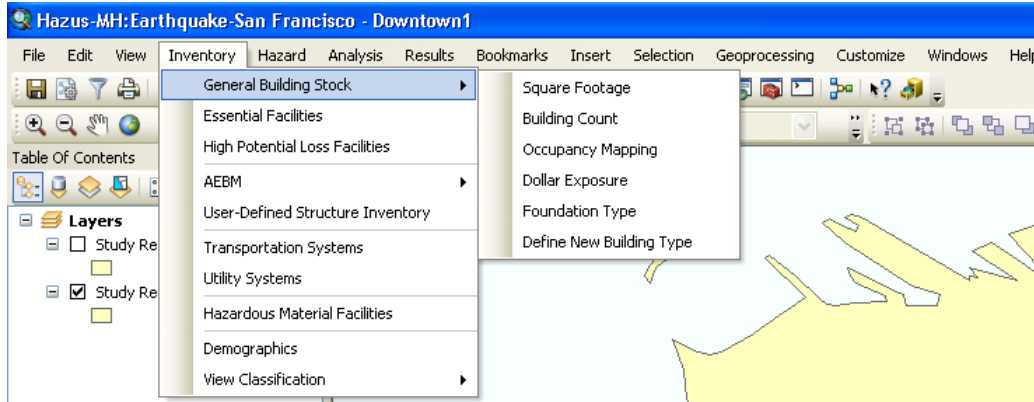 Hazus-MH:Earthquake-San Francisco - Downtown1
File Edit View Inventory Hazard Analysis Results Bookmarks Insert Selection Geoprocessing Customize Windows Help
General Building Stock
Essential Facilities
High Potential Loss Facilities
AEBM
User-Defined Structure Inventory
Transportation Systems
Utility Systems
Hazardous Material Facilities
Demographics
View Classification
Square Footage
Building Count
Occupancy Mapping
Dollar Exposure
Foundation Type
Define New Building Type
Table Of Contents
Layers
Study Re
Study Re